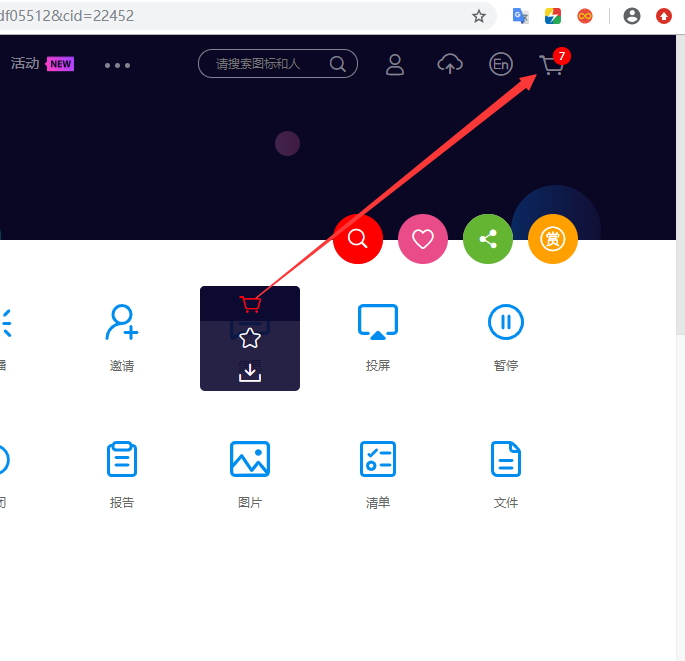 df05512&cid=22452
活动 NEW 请搜索图标和人 En 7
赏
播 邀请 投屏 暂停
报告 图片 清单 文件